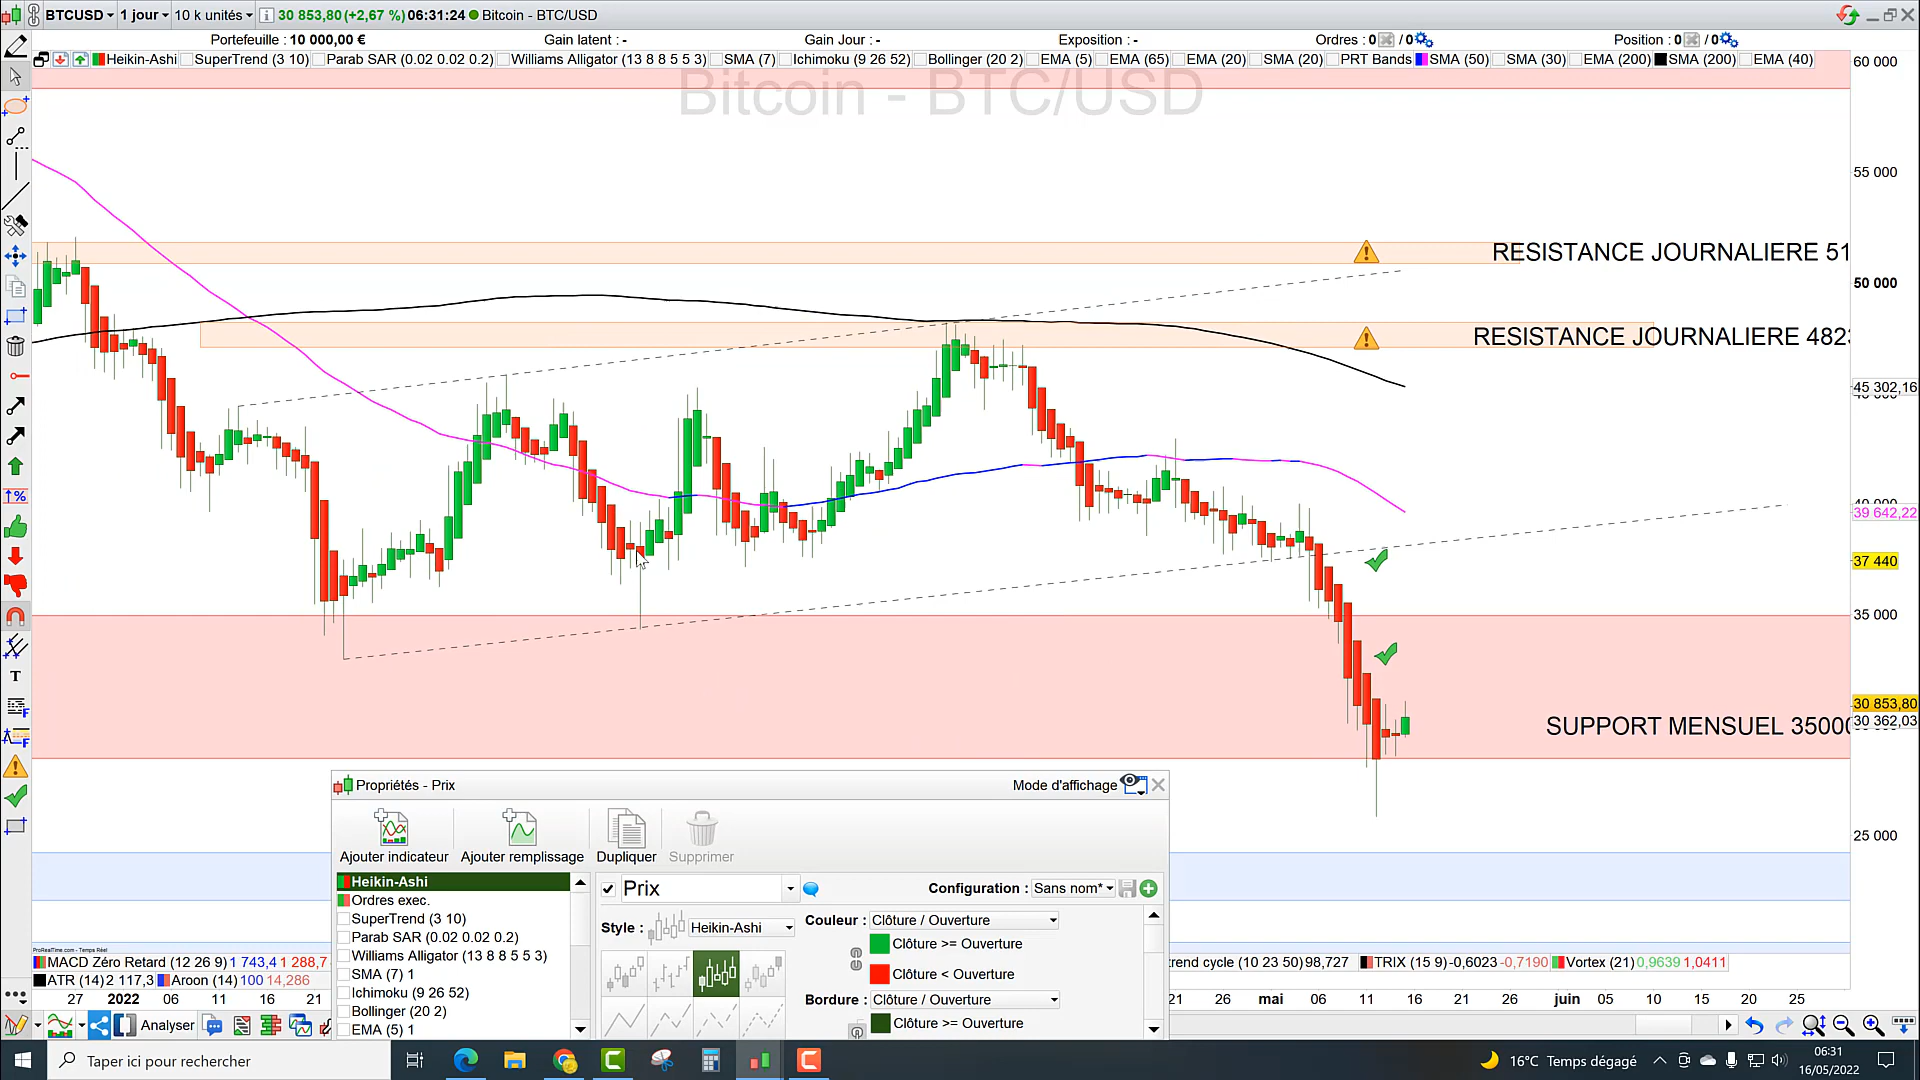 BTCUSD 1 jour 10 k unités 30 853,80 (+2,67 %) 06:31:24 Bitcoin - BTC/USD
Portefeuille : 10 000,00 € Gain latent : - Gain Jour : - Exposition : - Ordres : 0 / 0 Position : 0 / 0
Heikin-Ashi SuperTrend (3 10) Parab SAR (0.02 0.02 0.2) Williams Alligator (13 8 8 5 5 3) SMA (7) Ichimoku (9 26 52) Bollinger (20 2) EMA (5) EMA (65) EMA (20) SMA (20) PRT Bands SMA (50) SMA (30) EMA (200) SMA (200) EMA (40)
60 000
Bitcoin - BTC/USD
55 000
RESISTANCE JOURNALIERE 51
50 000
RESISTANCE JOURNALIERE 482
45 302,16
39 642,22
37 440
35 000
30 853,80
30 362,03
SUPPORT MENSUEL 35000
25 000
Propriétés - Prix Mode d'affichage
Ajouter indicateur Ajouter remplissage Dupliquer Supprimer
Heikin-Ashi
Ordres exec.
SuperTrend (3 10)
Parab SAR (0.02 0.02 0.2)
Williams Alligator (13 8 8 5 5 3)
SMA (7) 1
Ichimoku (9 26 52)
Bollinger (20 2)
EMA (5) 1
Prix Configuration : Sans nom*
Style : Heikin-Ashi Couleur : Clôture / Ouverture
Clôture >= Ouverture
Clôture < Ouverture
Bordure : Clôture / Ouverture
Clôture >= Ouverture
ProRealTime.com - Temps Réel
MACD Zéro Retard (12 26 9) 1 743,4 1 288,7
trend cycle (10 23 50) 98,727 TRIX (15 9) -0,6023 -0,7190 Vortex (21) 0,9639 1,0411
ATR (14) 2 117,3 Aroon (14) 100 14,286
27 2022 06 11 16 21
21 26 mai 06 11 16 21 26 juin 05 10 15 20 25
Analyser
Taper ici pour rechercher
16°C Temps dégagé
06:31
16/05/2022